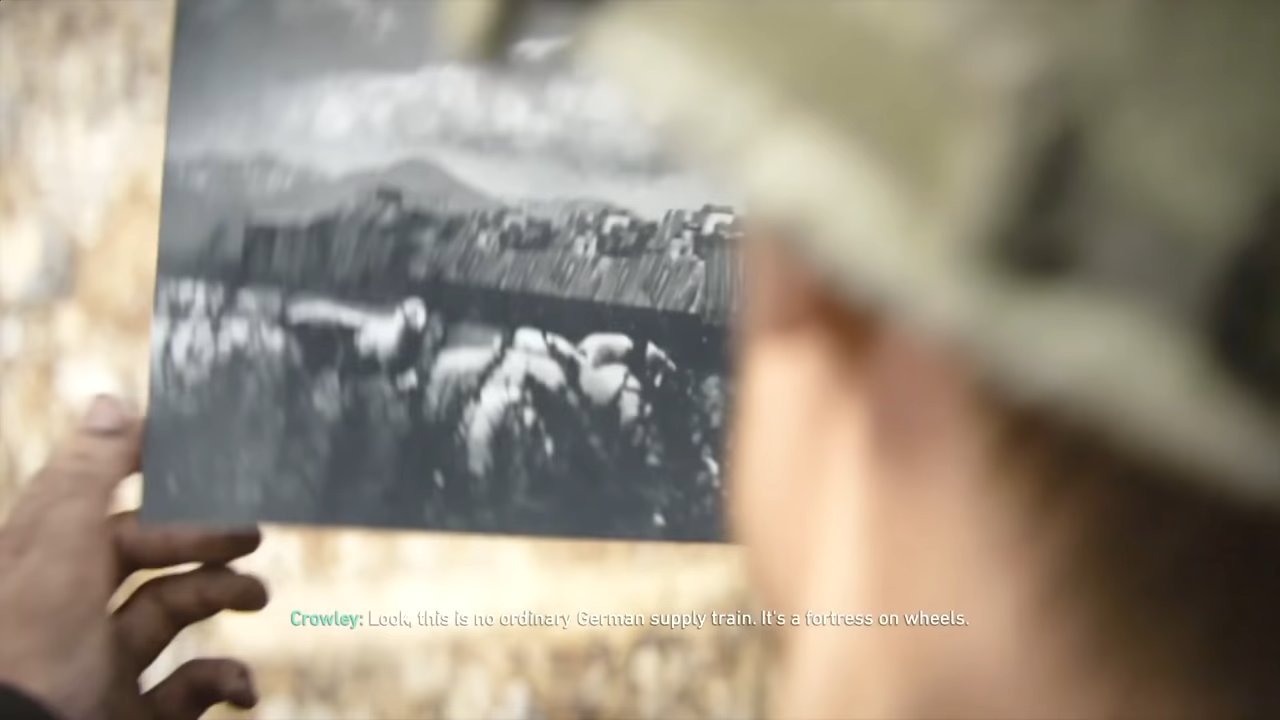 Crowley: Look, this is no ordinary German supply train. It's a fortress on wheels.